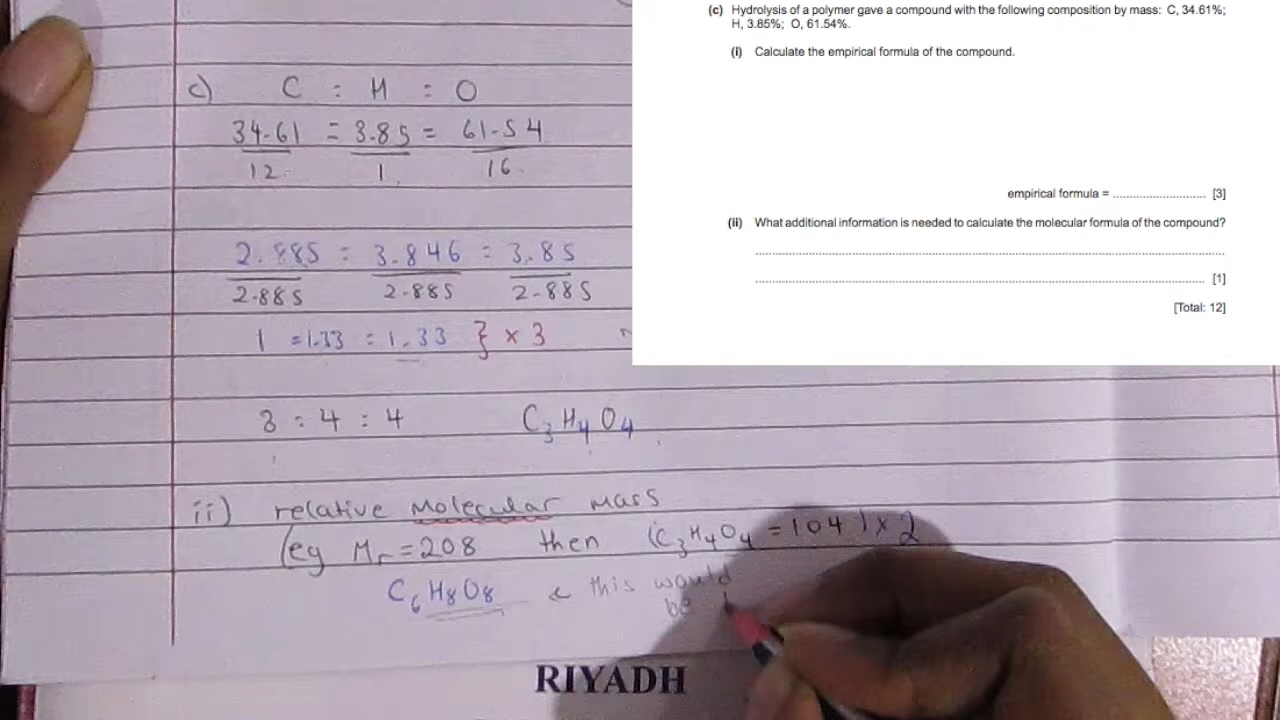 (c) Hydrolysis of a polymer gave a compound with the following composition by mass: C, 34.61%;
H, 3.85%; O, 61.54%.
(i) Calculate the empirical formula of the compound.
empirical formula = ............................ [3]
(ii) What additional information is needed to calculate the molecular formula of the compound?
[1]
[Total: 12]
c) C : H : O
34.61 = 3.85 = 61.54
12 1 16
2.885 : 3.846 : 3.85
2.885 2.885 2.885
1 = 1.33 : 1.33 } × 3
3 : 4 : 4 C₃H₄O₄
ii) relative molecular mass
(eg Mr = 208 then (C₃H₄O₄ = 104) × 2
C₆H₈O₈ ← this would
be
RIYADH